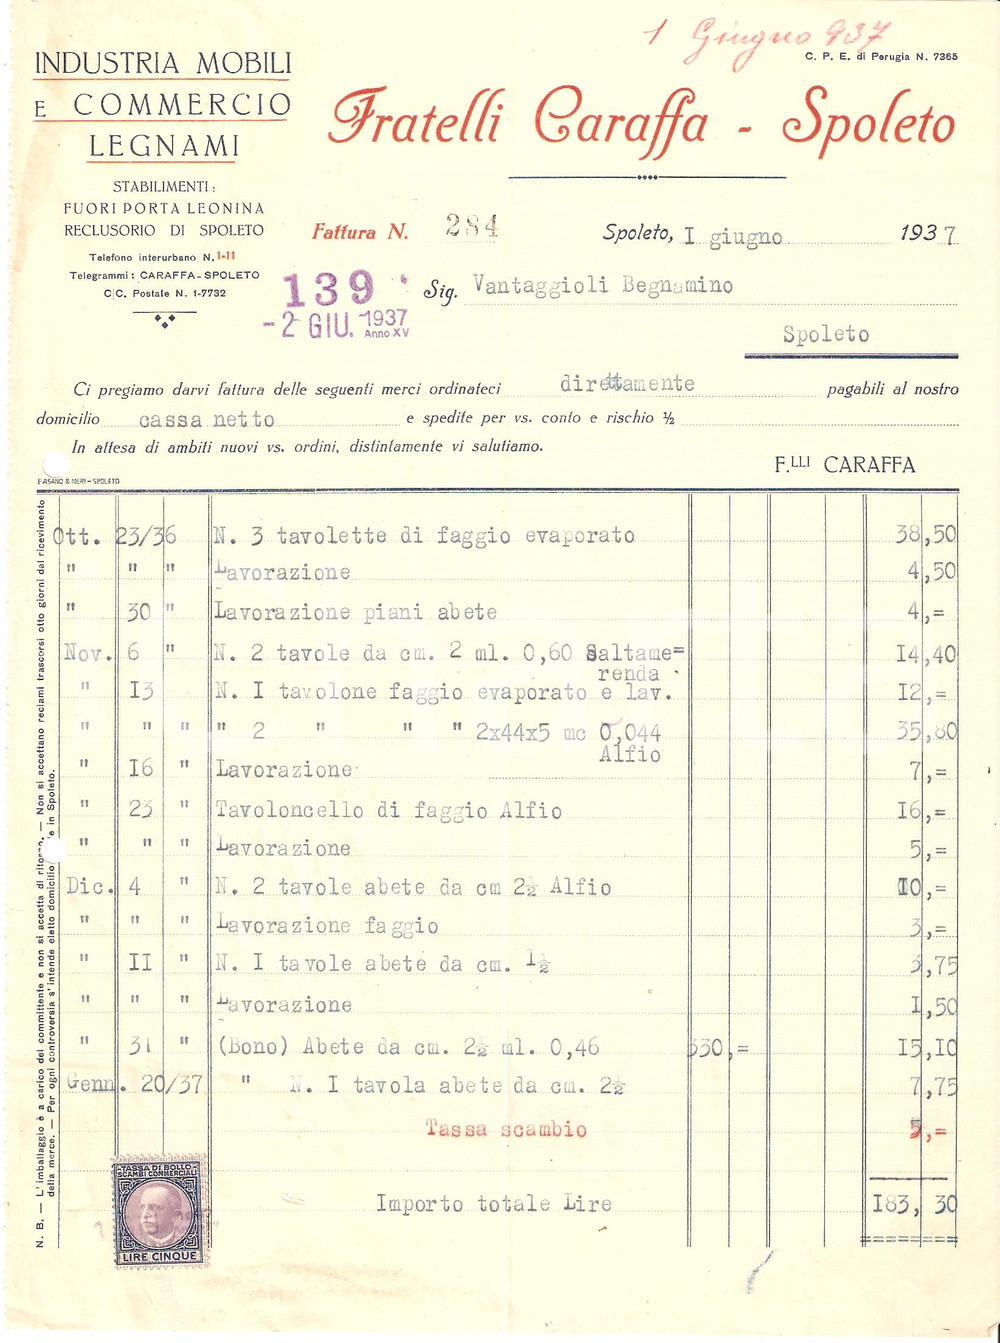 1 Giugno 937
C. P. E. di Perugia N. 7365
INDUSTRIA MOBILI
E COMMERCIO
LEGNAMI
Fratelli Caraffa - Spoleto
STABILIMENTI:
FUORI PORTA LEONINA
RECLUSORIO DI SPOLETO
Telefono interurbano N. 1-11
Telegrammi: CARAFFA-SPOLETO
C/C. Postale N. 1-7732
Fattura N. 284
Spoleto, I giugno 1937
139
-2 GIU. 1937
Anno XV
Sig. Vantaggioli Begnamino
Spoleto
Ci pregiamo darvi fattura delle seguenti merci ordinateci direttamente pagabili al nostro
domicilio cassa netto e spedite per vs. conto e rischio ½
In attesa di ambiti nuovi vs. ordini, distintamente vi salutiamo.
F.LLI CARAFFA
FASANO & NERI - SPOLETO
Ott. 23/36 N. 3 tavolette di faggio evaporato 38,50
" " " Lavorazione 4,50
" 30 " Lavorazione piani abete 4,=
Nov. 6 " N. 2 tavole da cm. 2 ml. 0,60 Saltame= 14,40
renda
" 13 N. I tavolone faggio evaporato e lav. 12,=
" " " " 2 " " " 2x44x5 mc 0,044 35,80
Alfio
" 16 " Lavorazione 7,=
" 23 " Tavoloncello di faggio Alfio 16,=
" " " Lavorazione 5,=
Dic. 4 " N. 2 tavole abete da cm 2½ Alfio 10,=
" " " Lavorazione faggio 3,=
" II " N. I tavole abete da cm. 1½ 3,75
" " " Lavorazione 1,50
" 31 " (Bono) Abete da cm. 2½ ml. 0,46 530,= 15,10
Genn. 20/37 " N. I tavola abete da cm. 2½ 7,75
Tassa scambio 5,=
Importo totale Lire 183, 30
TASSA DI BOLLO
SCAMBI COMMERCIALI
LIRE CINQUE
N. B. — L'imballaggio è a carico del committente e non si accetta di ritorno. — Non si accettano reclami trascorsi otto giorni dal ricevimento
della merce. — Per ogni controversia s'intende eletto domicilio e in Spoleto.